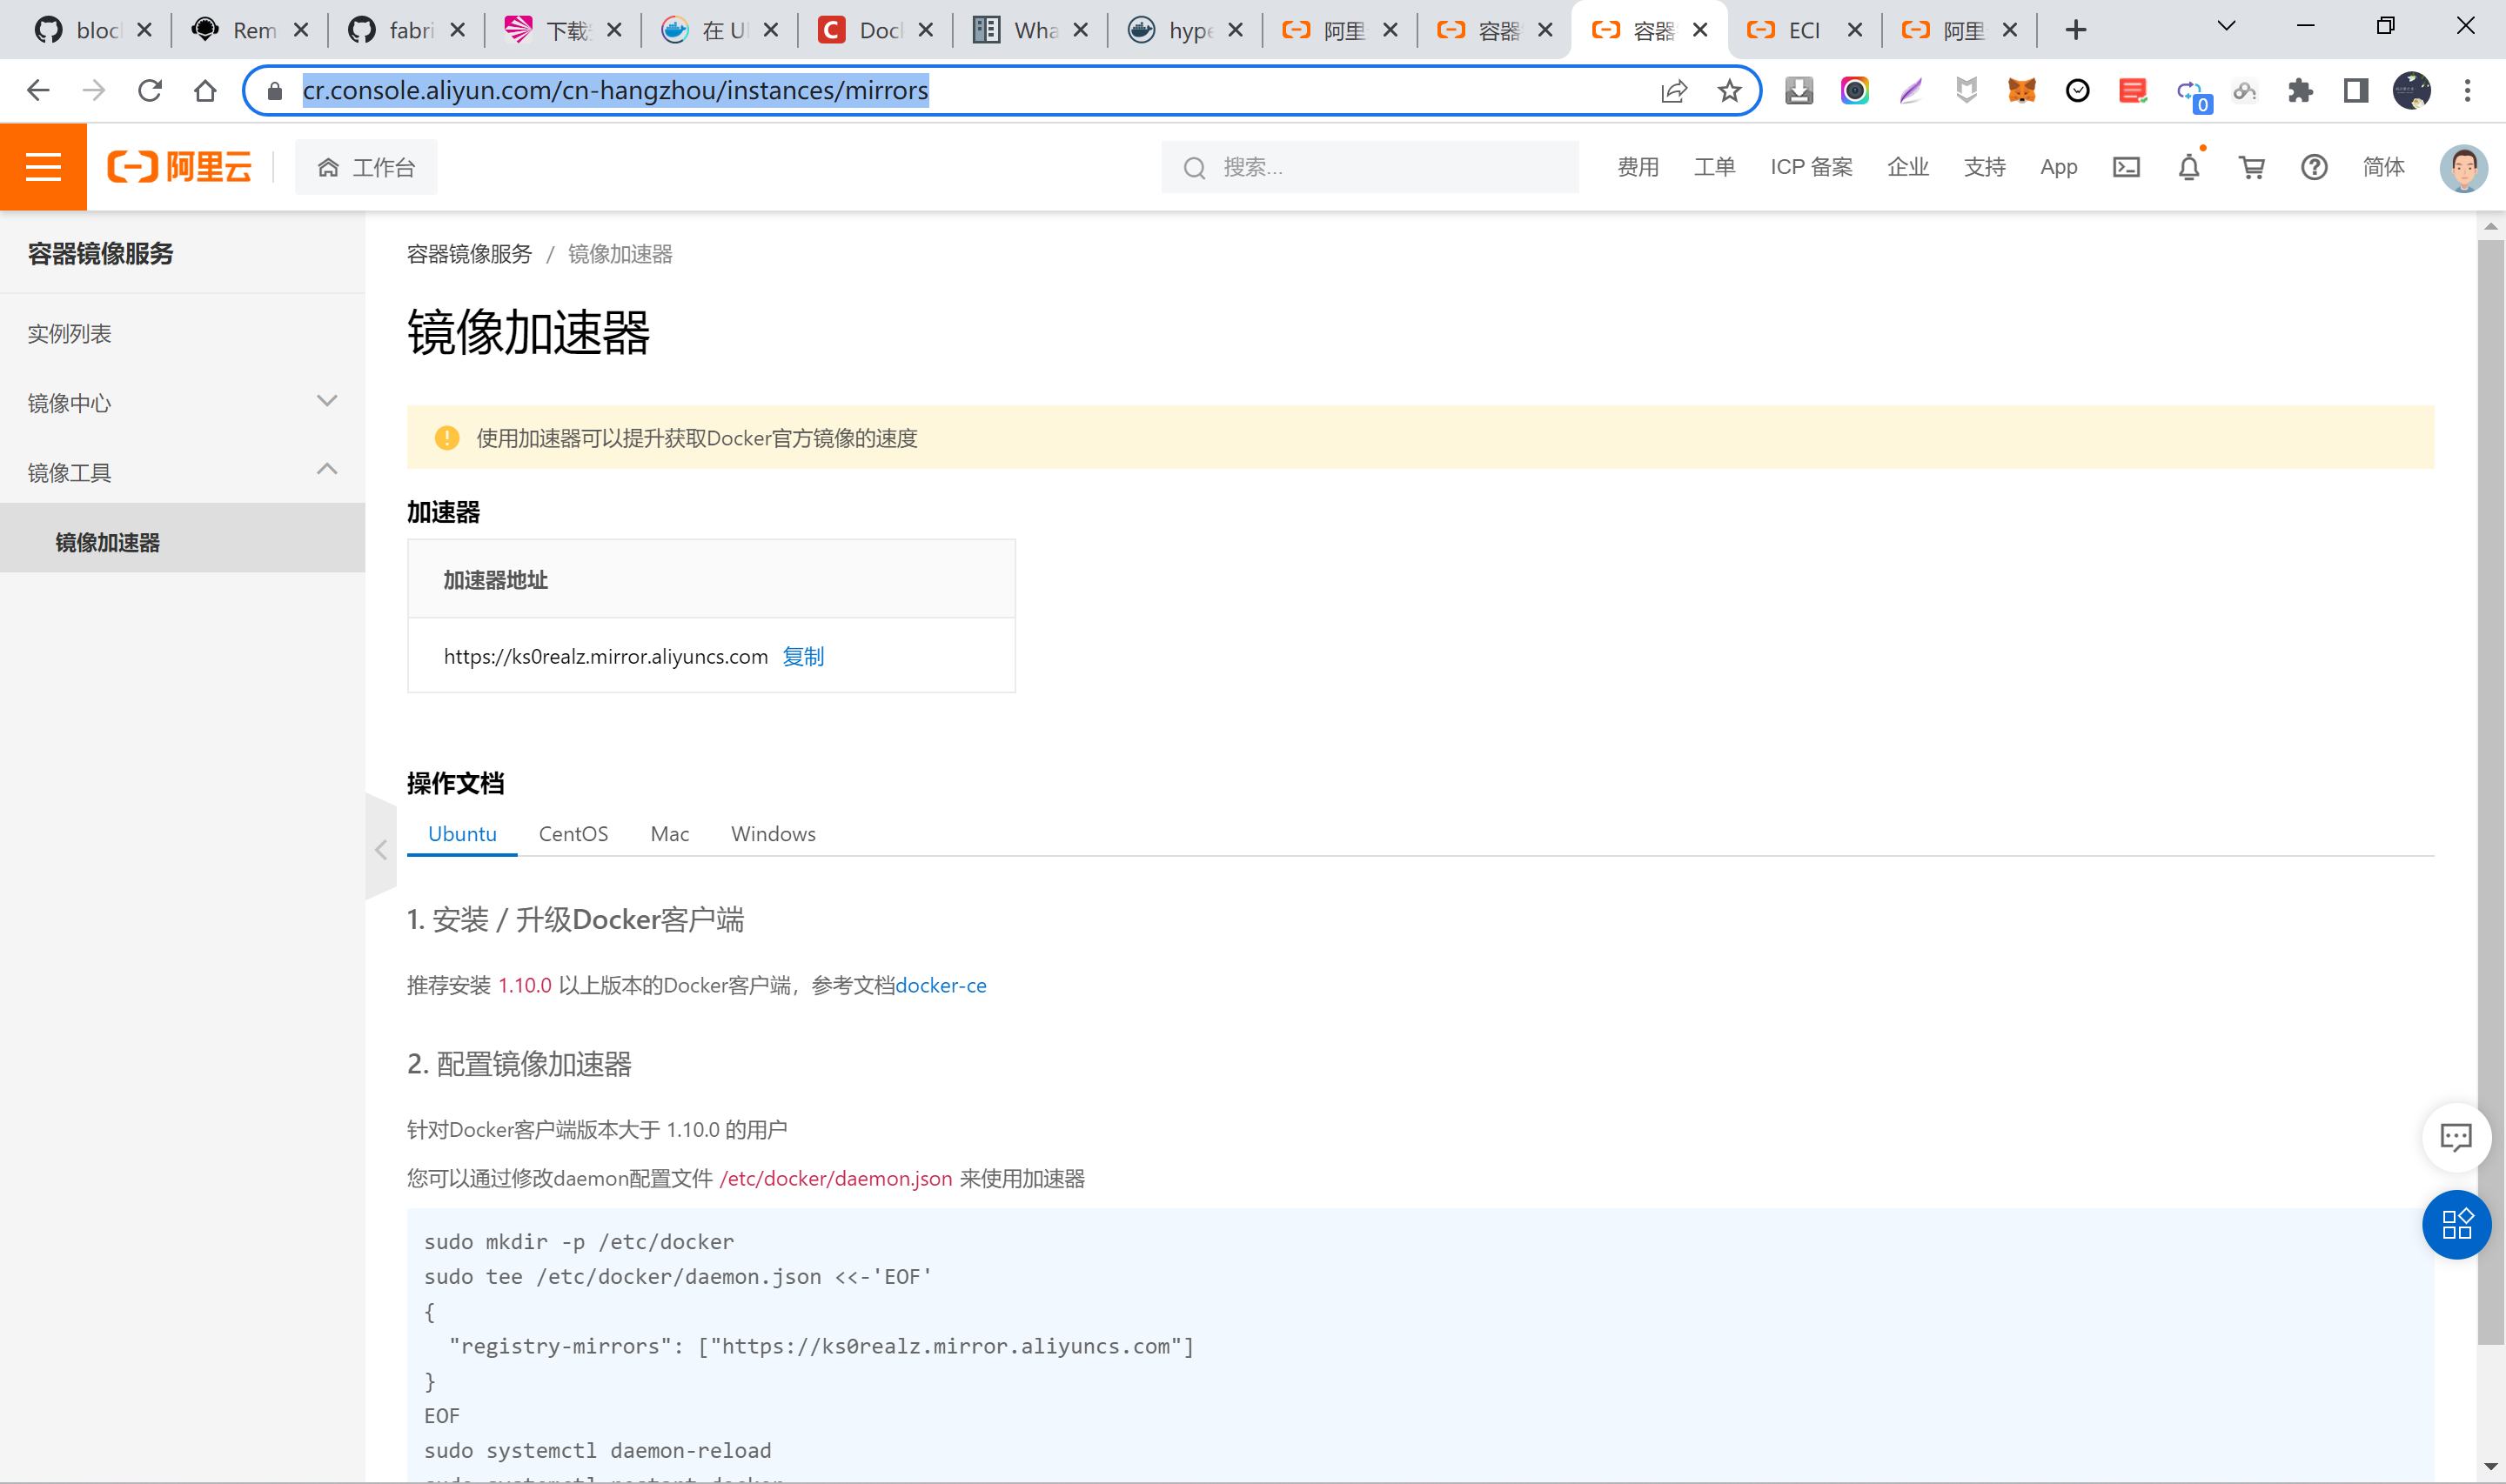 bloc
Rem
fabri
下载
在 U
Docl
Wha
hype
阿里
容器
容器
ECI
阿里
cr.console.aliyun.com/cn-hangzhou/instances/mirrors
0
阿里云
工作台
搜索...
费用
工单
ICP 备案
企业
支持
App
简体
容器镜像服务
实例列表
镜像中心
镜像工具
镜像加速器
容器镜像服务 / 镜像加速器
镜像加速器
使用加速器可以提升获取Docker官方镜像的速度
加速器
加速器地址
https://ks0realz.mirror.aliyuncs.com 复制
操作文档
Ubuntu CentOS Mac Windows
1. 安装 / 升级Docker客户端
推荐安装 1.10.0 以上版本的Docker客户端，参考文档docker-ce
2. 配置镜像加速器
针对Docker客户端版本大于 1.10.0 的用户
您可以通过修改daemon配置文件 /etc/docker/daemon.json 来使用加速器
sudo mkdir -p /etc/docker
sudo tee /etc/docker/daemon.json <<-'EOF'
{
"registry-mirrors": ["https://ks0realz.mirror.aliyuncs.com"]
}
EOF
sudo systemctl daemon-reload
sudo systemctl restart docker